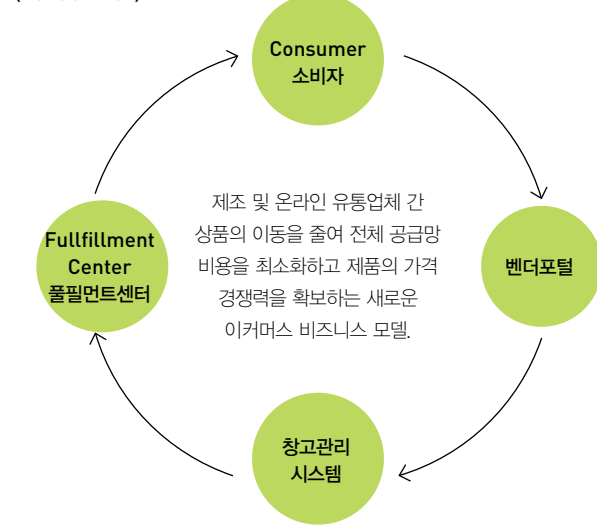 Consumer
소비자
제조 및 온라인 유통업체 간
상품의 이동을 줄여 전체 공급망
비용을 최소화하고 제품의 가격
경쟁력을 확보하는 새로운
이커머스 비즈니스 모델.
Fullfillment
Center
풀필먼트센터
벤더포털
창고관리
시스템